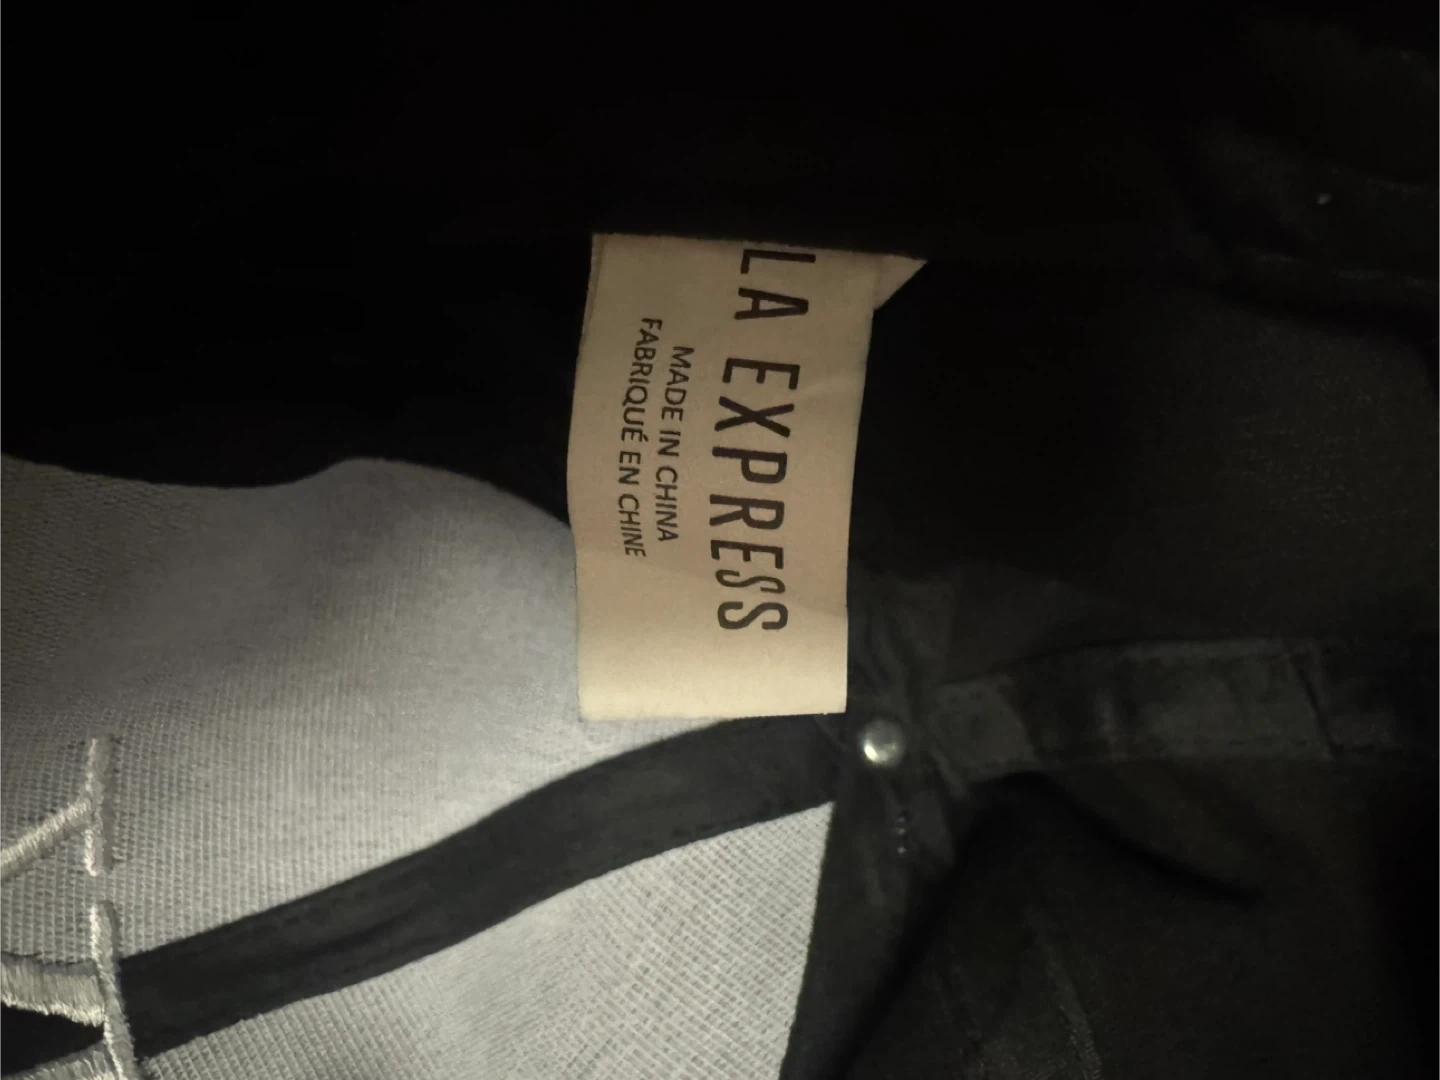 LA EXPRESS
MADE IN CHINA
FABRIQUÉ EN CHINE